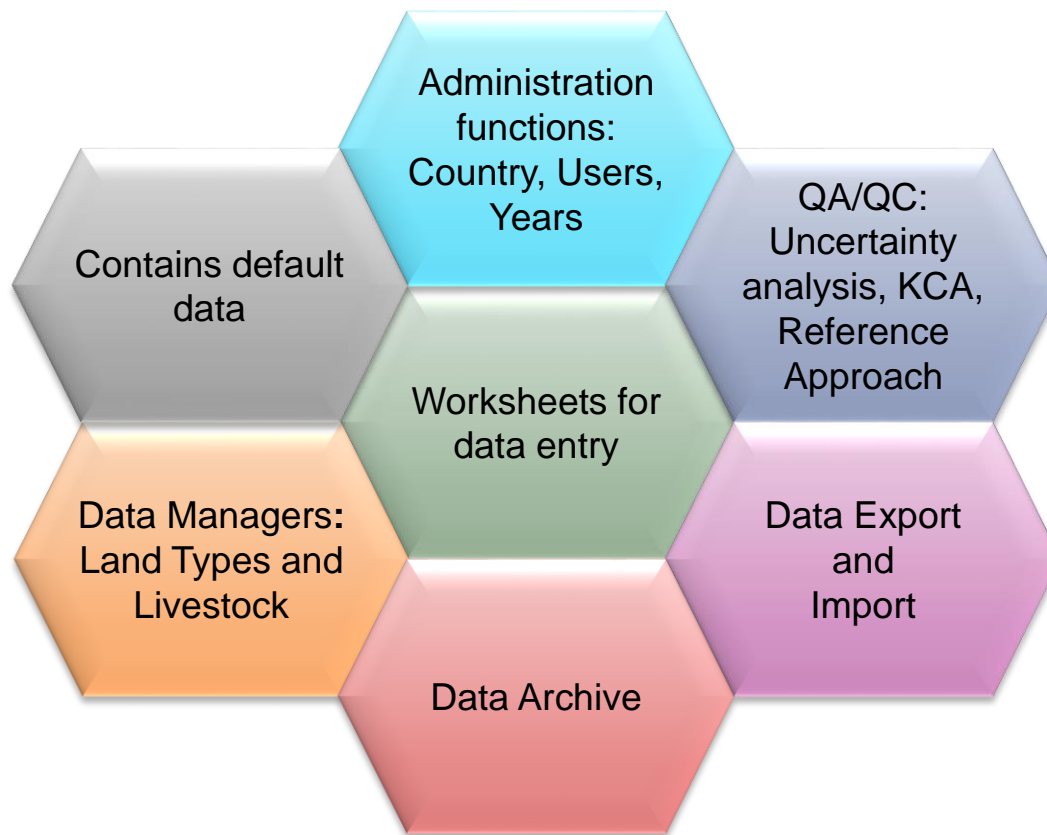 Administration
functions:
Country, Users,
Years
Contains default
data
QA/QC:
Uncertainty
analysis, KCA,
Reference
Approach
Worksheets for
data entry
Data Managers:
Land Types and
Livestock
Data Export
and
Import
Data Archive